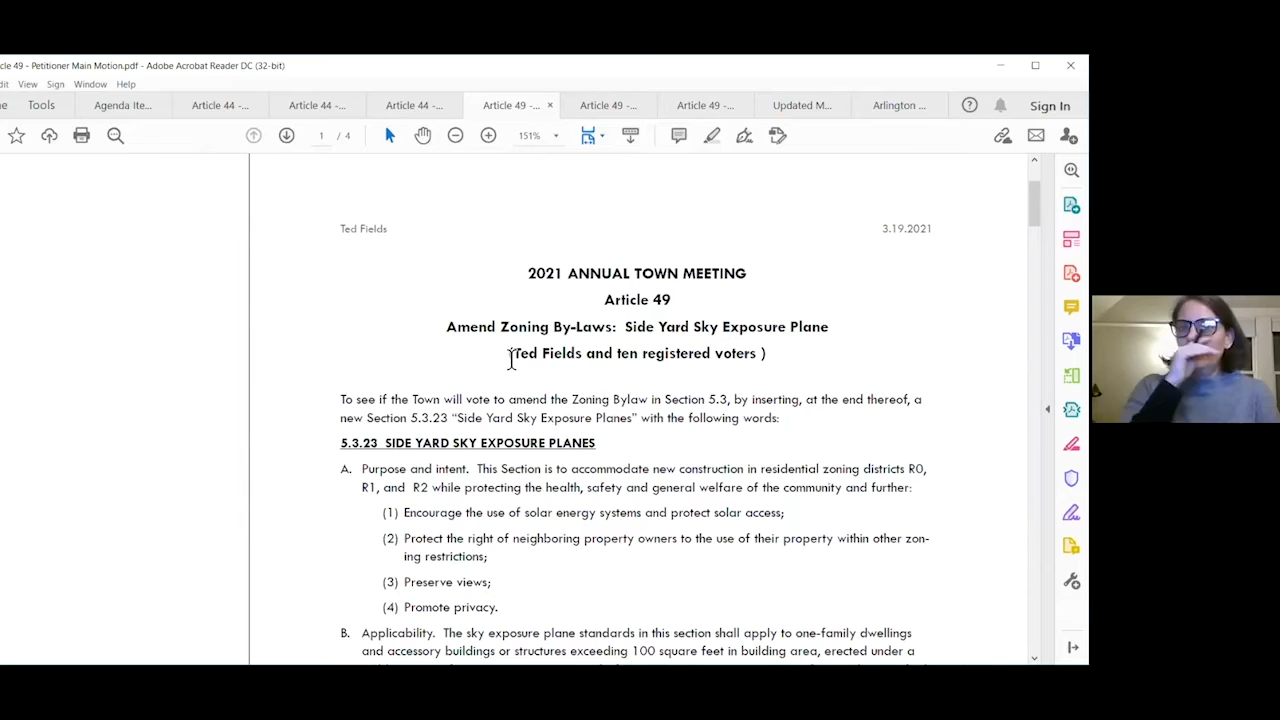 cle 49 - Petitioner Main Motion.pdf - Adobe Acrobat Reader DC (32-bit)
dit View Sign Window Help
e Tools Agenda Ite... Article 44 -... Article 44 -... Article 44 -... Article 49 -... × Article 49 -... Article 49 -... Updated M... Arlington ... Sign In
1 / 4 151%
Ted Fields 3.19.2021
2021 ANNUAL TOWN MEETING
Article 49
Amend Zoning By-Laws: Side Yard Sky Exposure Plane
(Ted Fields and ten registered voters )
To see if the Town will vote to amend the Zoning Bylaw in Section 5.3, by inserting, at the end thereof, a
new Section 5.3.23 “Side Yard Sky Exposure Planes” with the following words:
5.3.23 SIDE YARD SKY EXPOSURE PLANES
A. Purpose and intent. This Section is to accommodate new construction in residential zoning districts R0,
R1, and R2 while protecting the health, safety and general welfare of the community and further:
(1) Encourage the use of solar energy systems and protect solar access;
(2) Protect the right of neighboring property owners to the use of their property within other zon-
ing restrictions;
(3) Preserve views;
(4) Promote privacy.
B. Applicability. The sky exposure plane standards in this section shall apply to one-family dwellings
and accessory buildings or structures exceeding 100 square feet in building area, erected under a